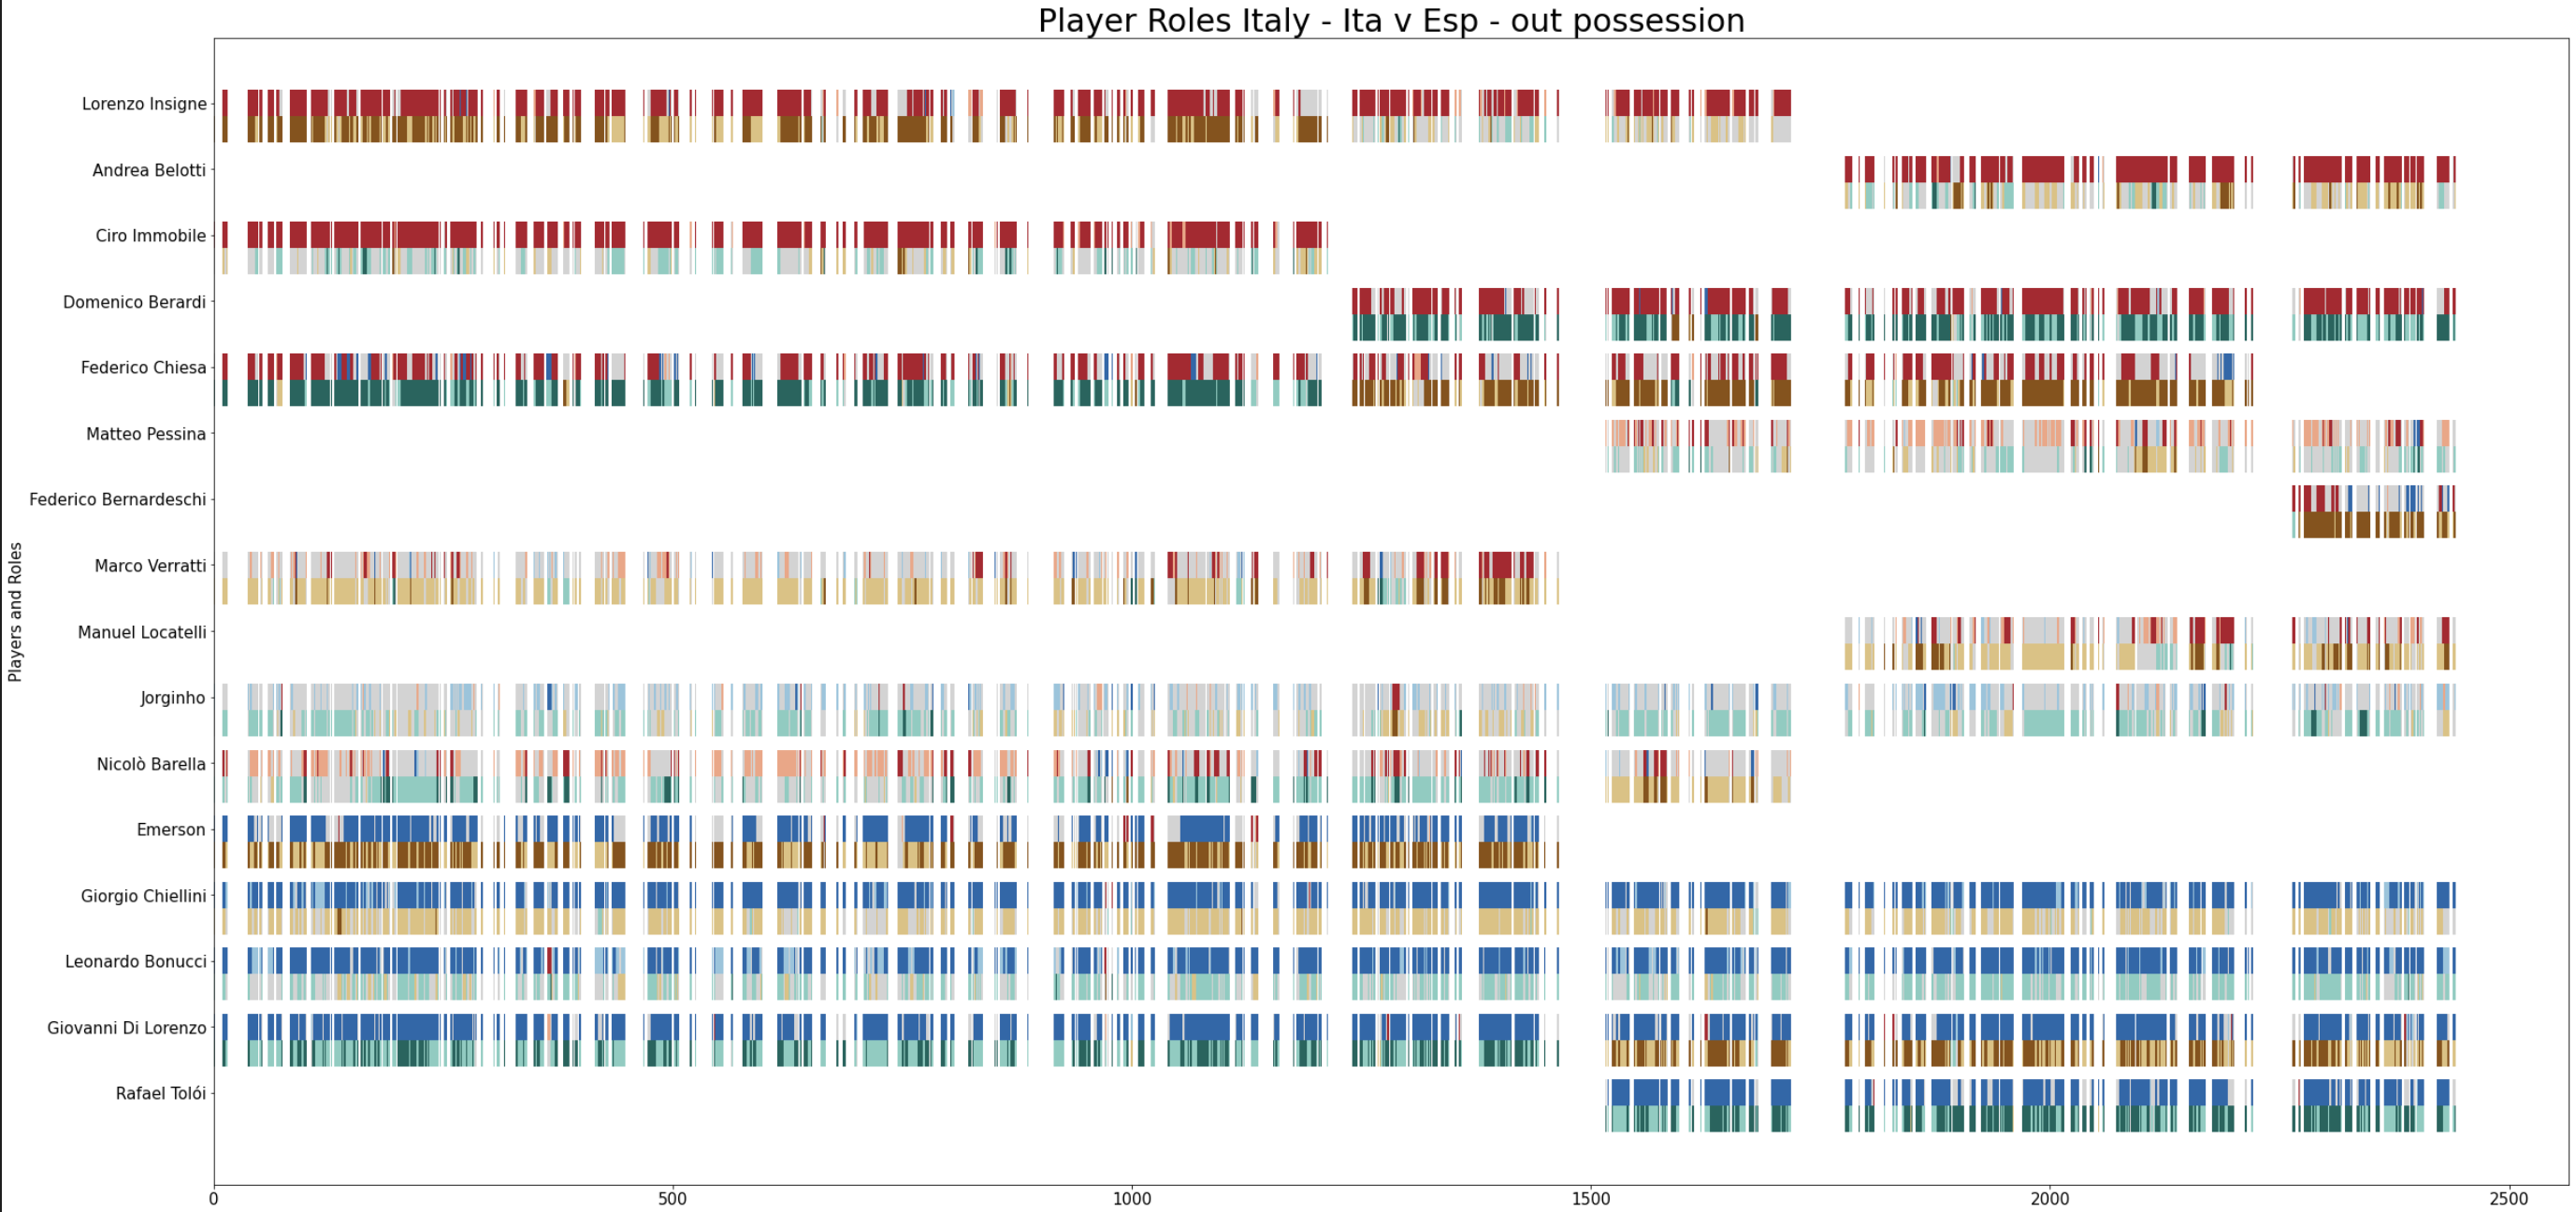 Player Roles Italy - Ita v Esp - out possession
Players and Roles
Lorenzo Insigne
Andrea Belotti
Ciro Immobile
Domenico Berardi
Federico Chiesa
Matteo Pessina
Federico Bernardeschi
Marco Verratti
Manuel Locatelli
Jorginho
Nicolò Barella
Emerson
Giorgio Chiellini
Leonardo Bonucci
Giovanni Di Lorenzo
Rafael Tolói
0 500 1000 1500 2000 2500